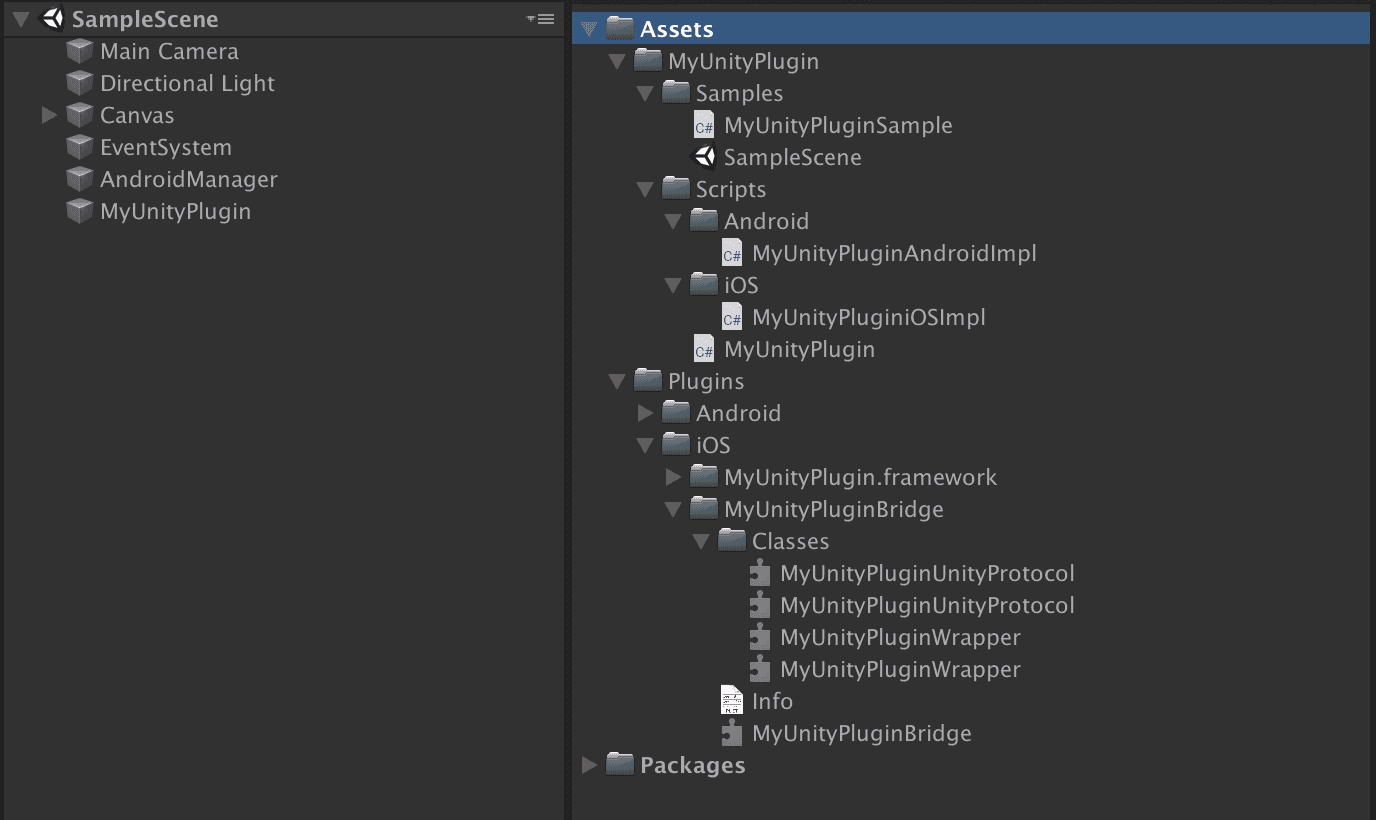 SampleScene
Main Camera
Directional Light
Canvas
EventSystem
AndroidManager
MyUnityPlugin
Assets
MyUnityPlugin
Samples
C# MyUnityPluginSample
SampleScene
Scripts
Android
C# MyUnityPluginAndroidImpl
iOS
C# MyUnityPluginiOSImpl
C# MyUnityPlugin
Plugins
Android
iOS
MyUnityPlugin.framework
MyUnityPluginBridge
Classes
MyUnityPluginUnityProtocol
MyUnityPluginUnityProtocol
MyUnityPluginWrapper
MyUnityPluginWrapper
Info
MyUnityPluginBridge
Packages